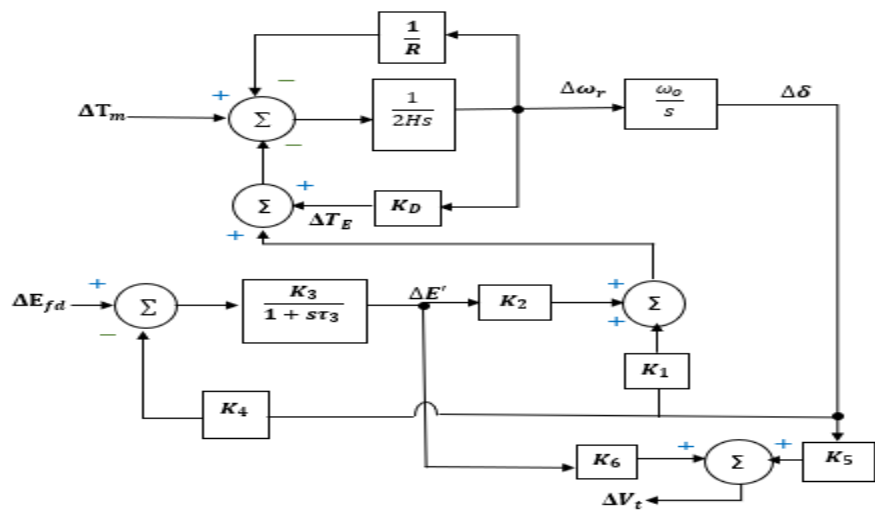 1
R
−
+
ΔT_m
Σ
1
2Hs
Δω_r
ω_o
s
Δδ
−
+
Σ
K_D
ΔT_E
+
ΔE_fd
+
Σ
−
K_3
1 + sτ_3
ΔE′
K_2
+
Σ
+
K_1
K_4
K_6
+
Σ
+
K_5
ΔV_t